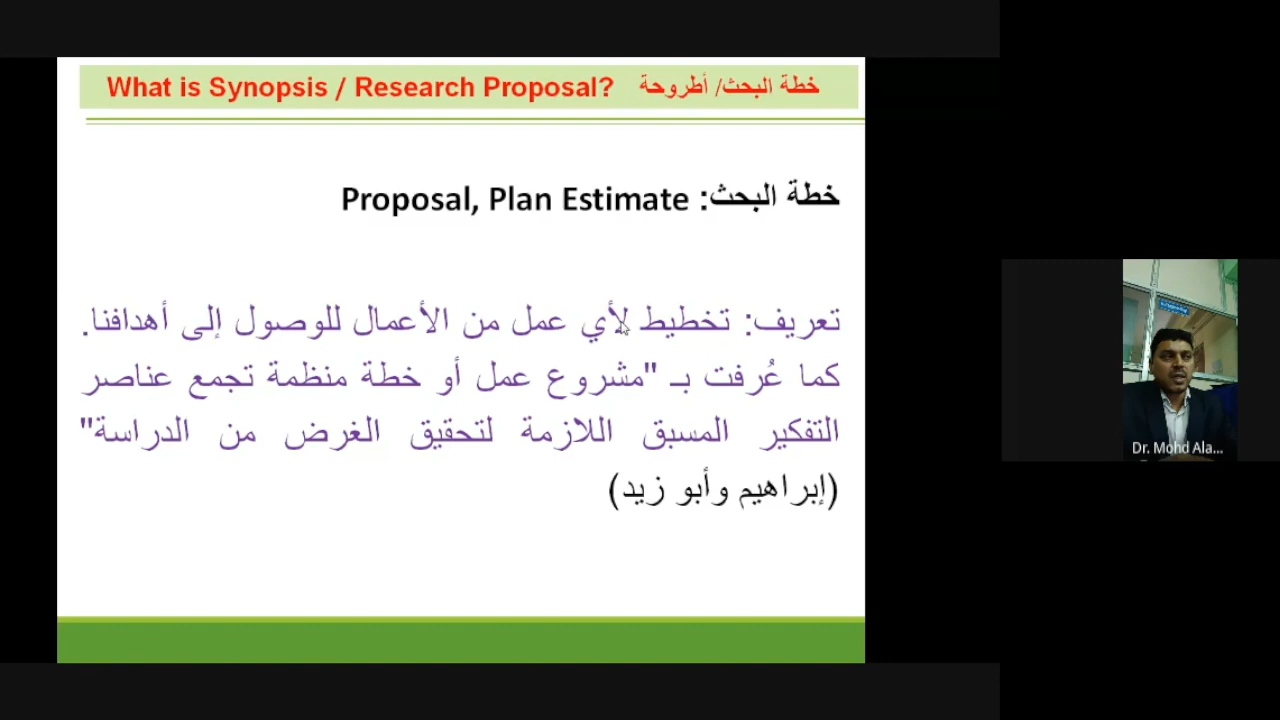 What is Synopsis / Research Proposal? خطة البحث/ أطروحة
خطة البحث: Proposal, Plan Estimate
تعريف: تخطيط لأي عمل من الأعمال للوصول إلى أهدافنا.
كما عُرفت بـ "مشروع عمل أو خطة منظمة تجمع عناصر
التفكير المسبق اللازمة لتحقيق الغرض من الدراسة"
(إبراهيم وأبو زيد)
Dr. Mohd Ala...